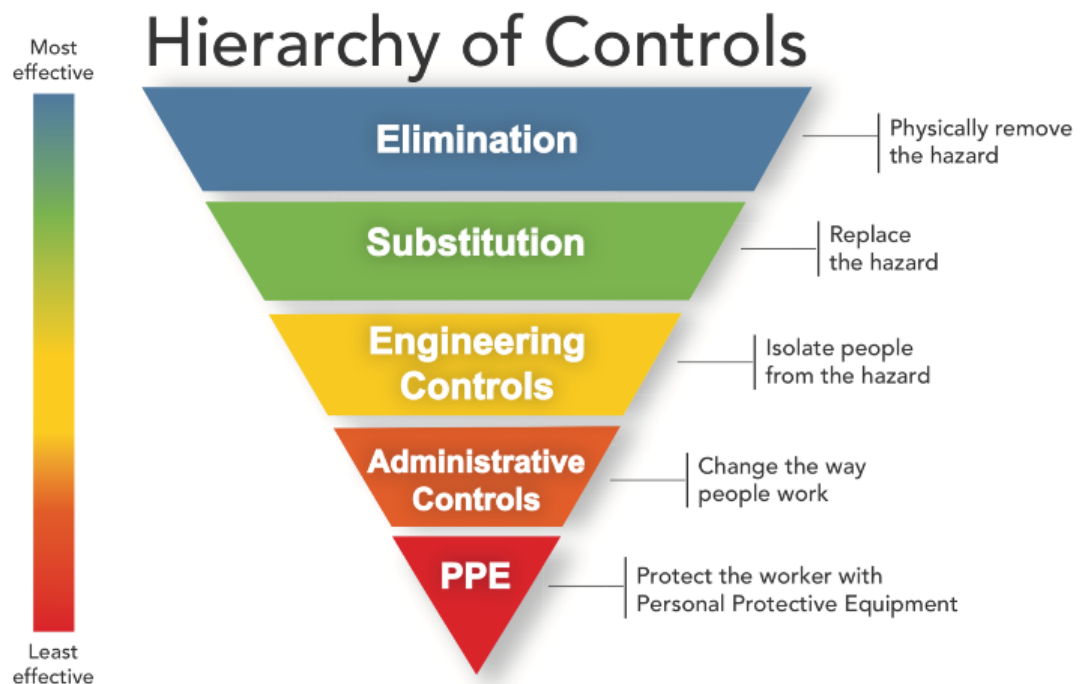 Hierarchy of Controls
Most
effective
Elimination
Physically remove
the hazard
Substitution
Replace
the hazard
Engineering
Controls
Isolate people
from the hazard
Administrative
Controls
Change the way
people work
PPE
Protect the worker with
Personal Protective Equipment
Least
effective